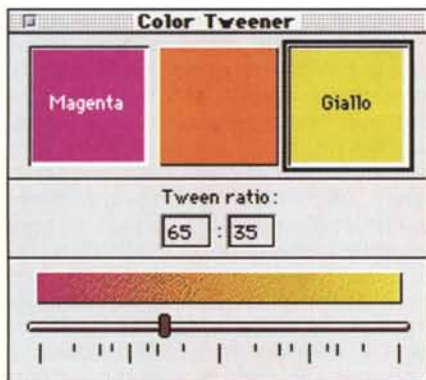 Color Tweener
Magenta
Giallo
Tween ratio:
65 : 35